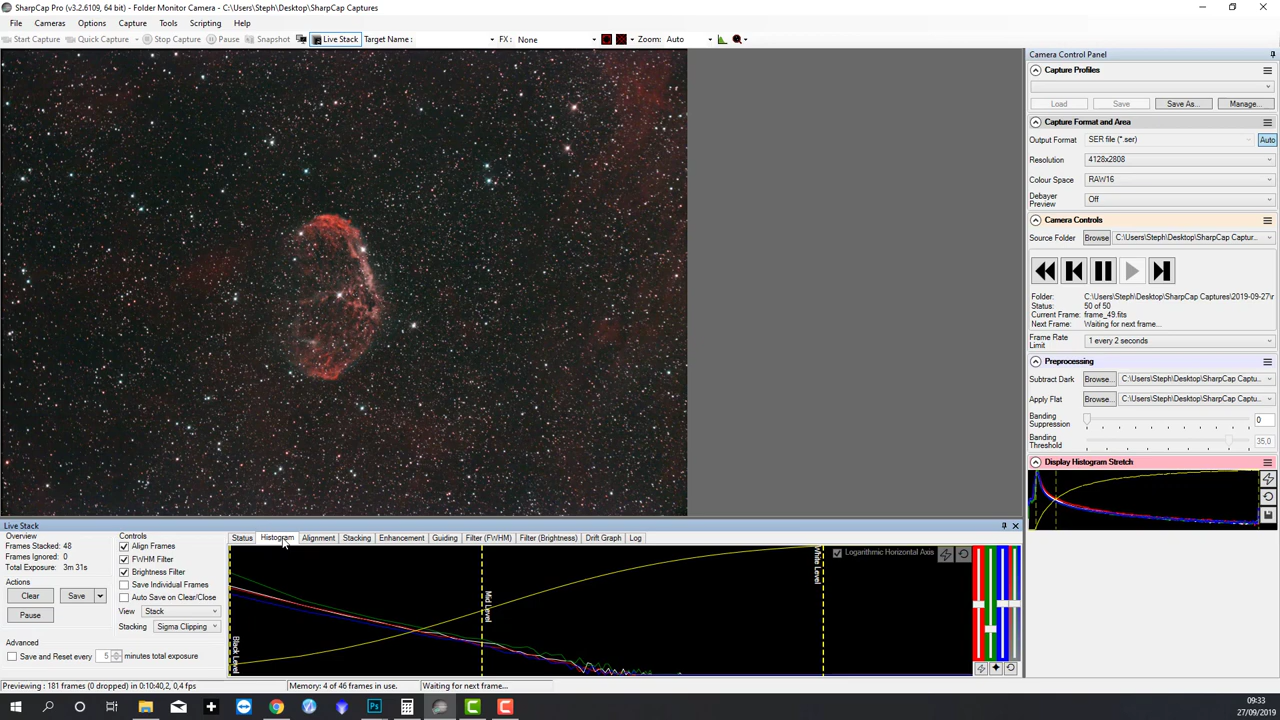 SharpCap Pro (v3.2.6109, 64 bit) - Folder Monitor Camera - C:\Users\Steph\Desktop\SharpCap Captures
File Cameras Options Capture Tools Scripting Help
Start Capture Quick Capture Stop Capture Pause Snapshot Live Stack Target Name : FX : None Zoom: Auto
Camera Control Panel
Capture Profiles
Load Save Save As... Manage...
Capture Format and Area
Output Format SER file (*.ser) Auto
Resolution 4128x2808
Colour Space RAW16
Debayer Preview Off
Camera Controls
Source Folder Browse C:\Users\Steph\Desktop\SharpCap Captur...
Folder: C:\Users\Steph\Desktop\SharpCap Captures\2019-09-27\r
Status: 50 of 50
Current Frame: frame_49.fits
Next Frame: Waiting for next frame...
Frame Rate Limit 1 every 2 seconds
Preprocessing
Subtract Dark Browse... C:\Users\Steph\Desktop\SharpCap Captu...
Apply Flat Browse... C:\Users\Steph\Desktop\SharpCap Captu...
Banding Suppression 0
Banding Threshold 35,0
Display Histogram Stretch
Live Stack
Overview
Frames Stacked: 48
Frames Ignored: 0
Total Exposure: 3m 31s
Actions
Clear Save
Pause
Controls
Align Frames
FWHM Filter
Brightness Filter
Save Individual Frames
Auto Save on Clear/Close
View Stack
Stacking Sigma Clipping
Advanced
Save and Reset every 5 minutes total exposure
Status Histogram Alignment Stacking Enhancement Guiding Filter (FWHM) Filter (Brightness) Drift Graph Log
Logarithmic Horizontal Axis
Black Level
Mid Level
White Level
Previewing : 181 frames (0 dropped) in 0:10:40,2, 0,4 fps Memory: 4 of 46 frames in use. Waiting for next frame...
09:33
27/09/2019